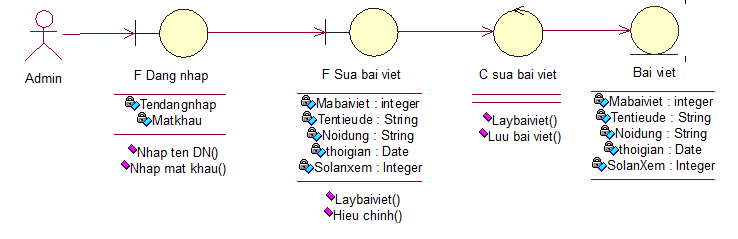 Admin
F Dang nhap
Tendangnhap
Matkhau
Nhap ten DN()
Nhap mat khau()
F Sua bai viet
Mabaiviet : integer
Tentieude : String
Noidung : String
thoigian : Date
Solanxem : Integer
Laybaiviet()
Hieu chinh()
C sua bai viet
Laybaiviet()
Luu bai viet()
Bai viet
Mabaiviet : integer
Tentieude : String
Noidung : String
thoigian : Date
SolanXem : Integer